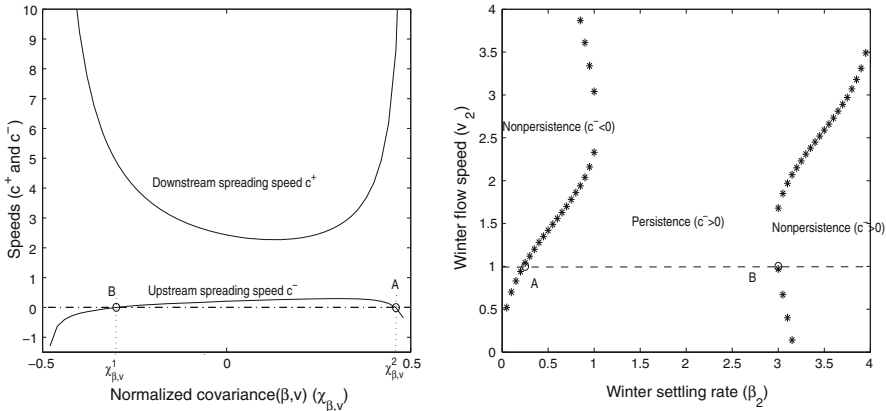 10
9
8
7
6
5
4
3
2
1
0
−1
Speeds (c⁺ and c⁻)
Downstream spreading speed c⁺
B
Upstream spreading speed c⁻
A
−0.5
0
0.5
χ¹β,v
χ²β,v
Normalized covariance(β,v) (χβ,v)
4
3.5
3
2.5
2
1.5
1
0.5
0
Winter flow speed (v₂)
Nonpersistence (c⁻<0)
Persistence (c⁻>0)
Nonpersistence (c⁻>0)
A
B
0
0.5
1
1.5
2
2.5
3
3.5
4
Winter settling rate (β₂)